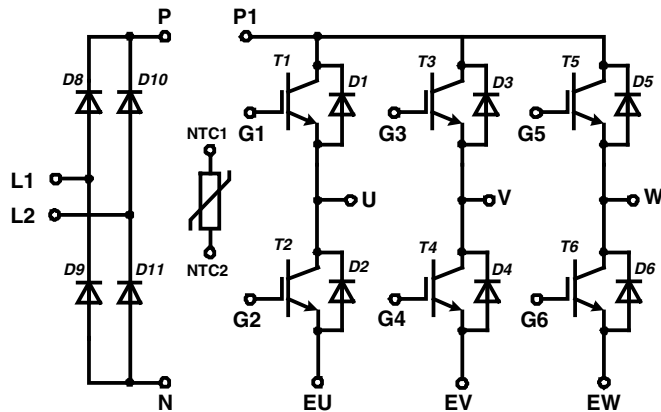 P P1
T1 T3 T5
D8 D10 D1 D3 D5
G1 G3 G5
NTC1
L1
U V W
L2
T2 T4 T6
D9 D11 NTC2 D2 D4 D6
G2 G4 G6
N EU EV EW